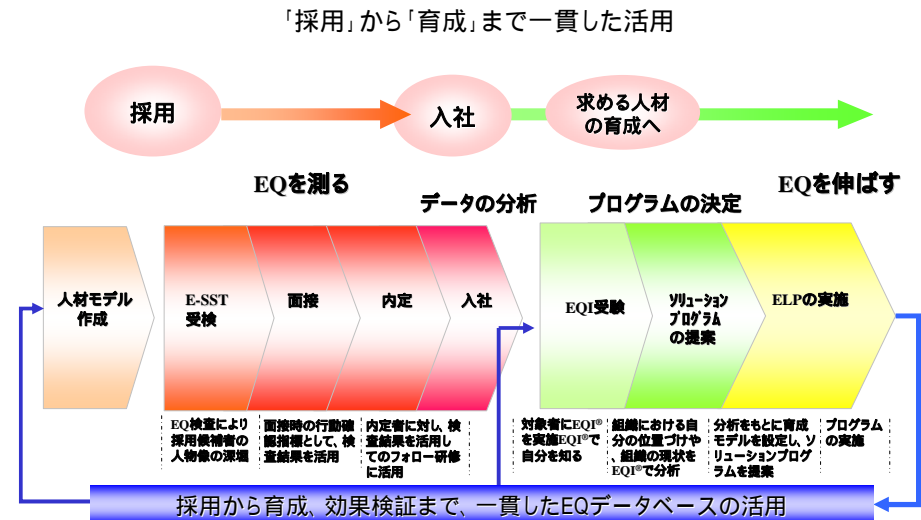 「採用」から「育成」まで一貫した活用
採用
入社
求める人材
の育成へ
EQを測る
EQを伸ばす
データの分析
プログラムの決定
人材モデル
作成
E-SST
受検
面接
内定
入社
EQI受験
ｿﾘｭｰｼｮﾝ
ﾌﾟﾛｸﾞﾗﾑ
の提案
ELPの実施
EQ検査により
採用候補者の
人物像の深堀
面接時の行動確
認指標として、検
査結果を活用
内定者に対し、検
査結果を活用し
てのフォロー研修
に活用
対象者にEQI®
を実施EQI®で
自分を知る
組織における自
分の位置づけや
、組織の現状を
EQI®で分析
分析をもとに育成
モデルを設定し、ソ
リューションプログ
ラムを提案
プログラム
の実施
採用から育成、効果検証まで、一貫したEQデータベースの活用